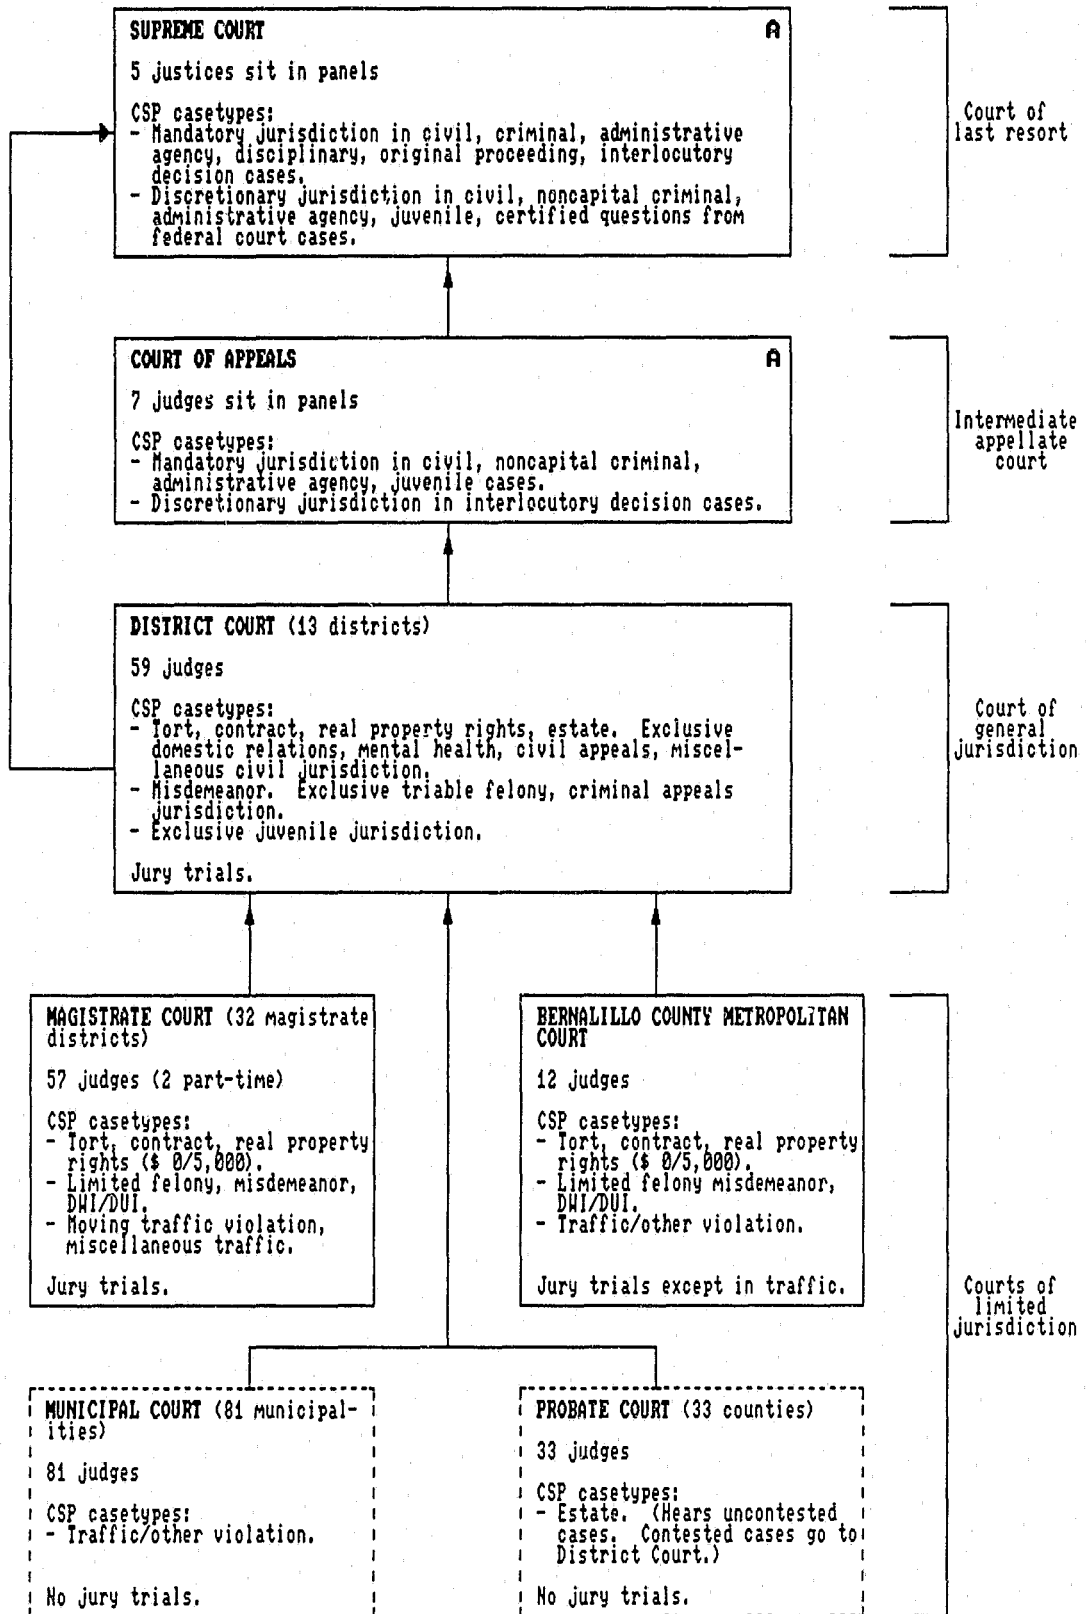 SUPREME COURT A
5 justices sit in panels
CSP casetypes:
- Mandatory jurisdiction in civil, criminal, administrative
agency, disciplinary, original proceeding, interlocutory
decision cases.
- Discretionary jurisdiction in civil, noncapital criminal,
administrative agency, juvenile, certified questions from
federal court cases.
Court of
last resort
COURT OF APPEALS A
7 judges sit in panels
CSP casetypes:
- Mandatory jurisdiction in civil, noncapital criminal,
administrative agency, juvenile cases.
- Discretionary jurisdiction in interlocutory decision cases.
Intermediate
appellate
court
DISTRICT COURT (13 districts)
59 judges
CSP casetypes:
- Tort, contract, real property rights, estate. Exclusive
domestic relations, mental health, civil appeals, miscel-
laneous civil jurisdiction.
- Misdemeanor. Exclusive triable felony, criminal appeals
jurisdiction.
- Exclusive juvenile jurisdiction.
Jury trials.
Court of
general
jurisdiction
MAGISTRATE COURT (32 magistrate
districts)
57 judges (2 part-time)
CSP casetypes:
- Tort, contract, real property
rights ($ 0/5,000).
- Limited felony, misdemeanor,
DWI/DUI.
- Moving traffic violation,
miscellaneous traffic.
Jury trials.
BERNALILLO COUNTY METROPOLITAN
COURT
12 judges
CSP casetypes:
- Tort, contract, real property
rights ($ 0/5,000).
- Limited felony misdemeanor,
DWI/DUI.
- Traffic/other violation.
Jury trials except in traffic.
Courts of
limited
jurisdiction
MUNICIPAL COURT (81 municipal-
ities)
81 judges
CSP casetypes:
- Traffic/other violation.
No jury trials.
PROBATE COURT (33 counties)
33 judges
CSP casetypes:
- Estate. (Hears uncontested
cases. Contested cases go to
District Court.)
No jury trials.